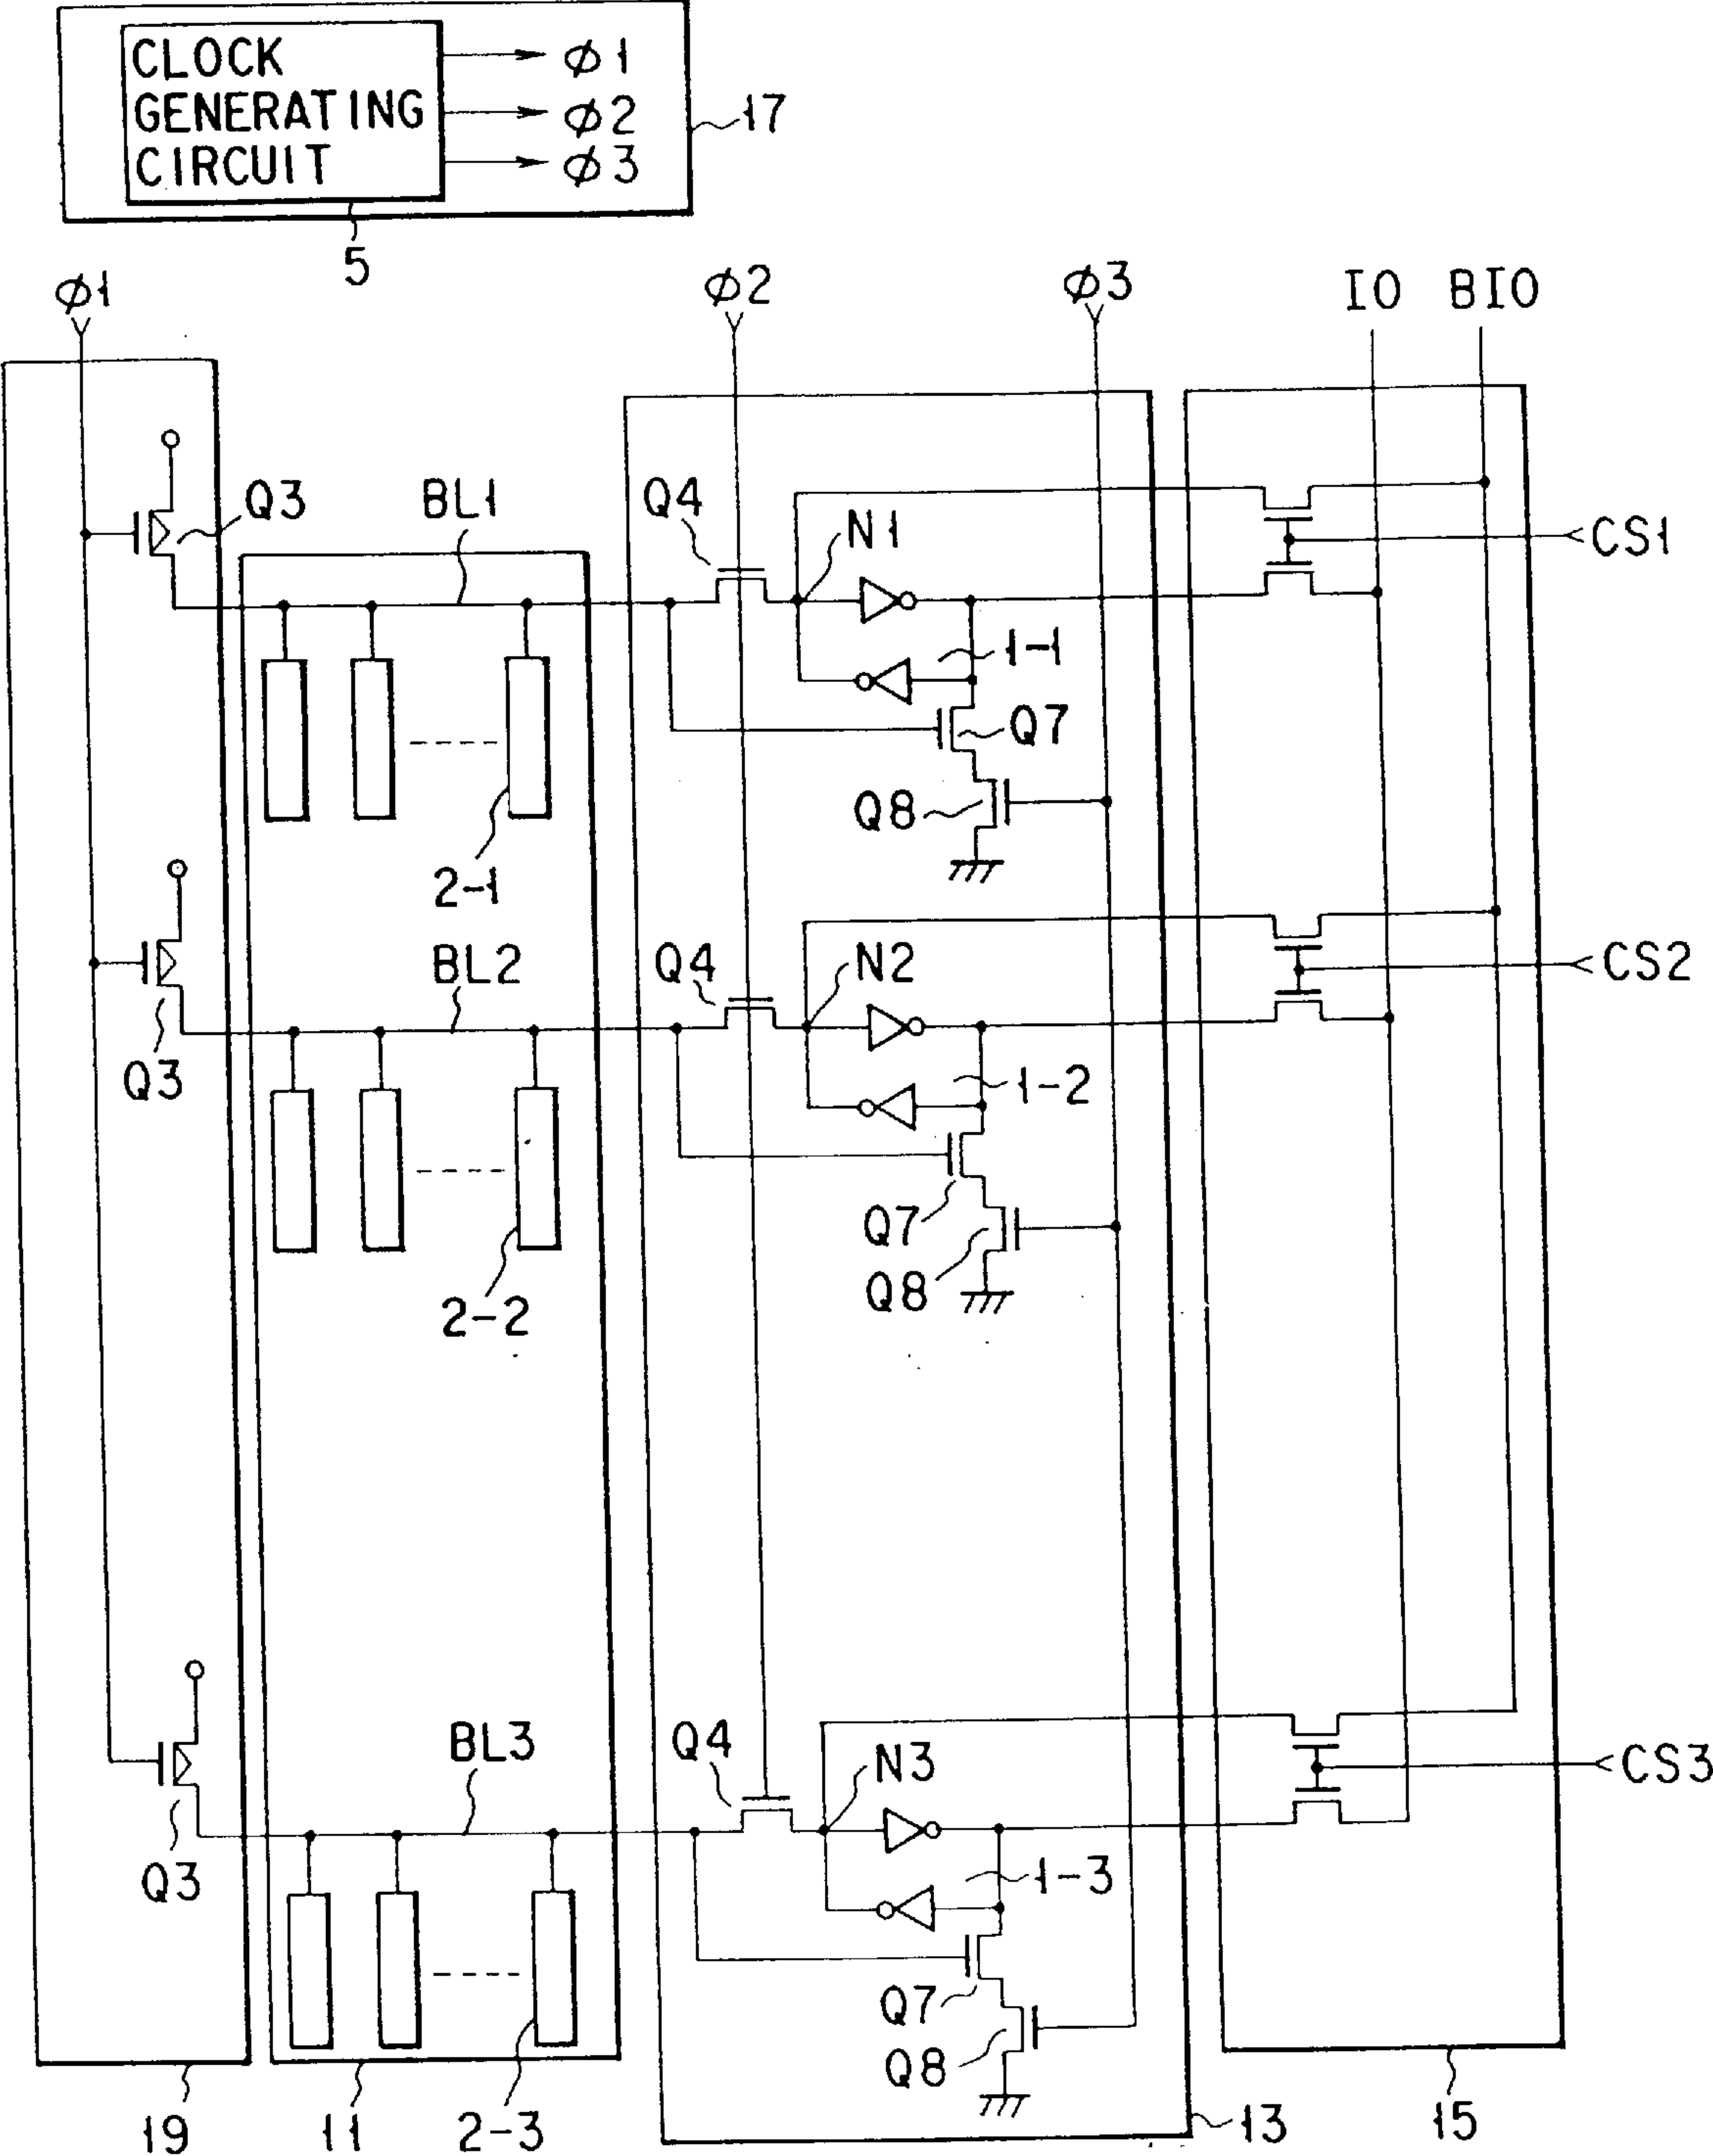 CLOCK
GENERATING
CIRCUIT
φ1
φ2
φ3
17
5
φ1
φ2
φ3
IO
BIO
Q3
BL1
Q4
N1
CS1
1-1
Q7
Q8
2-1
BL2
Q4
N2
CS2
Q3
1-2
Q7
Q8
2-2
BL3
Q4
N3
CS3
Q3
1-3
Q7
Q8
19
11
2-3
13
15